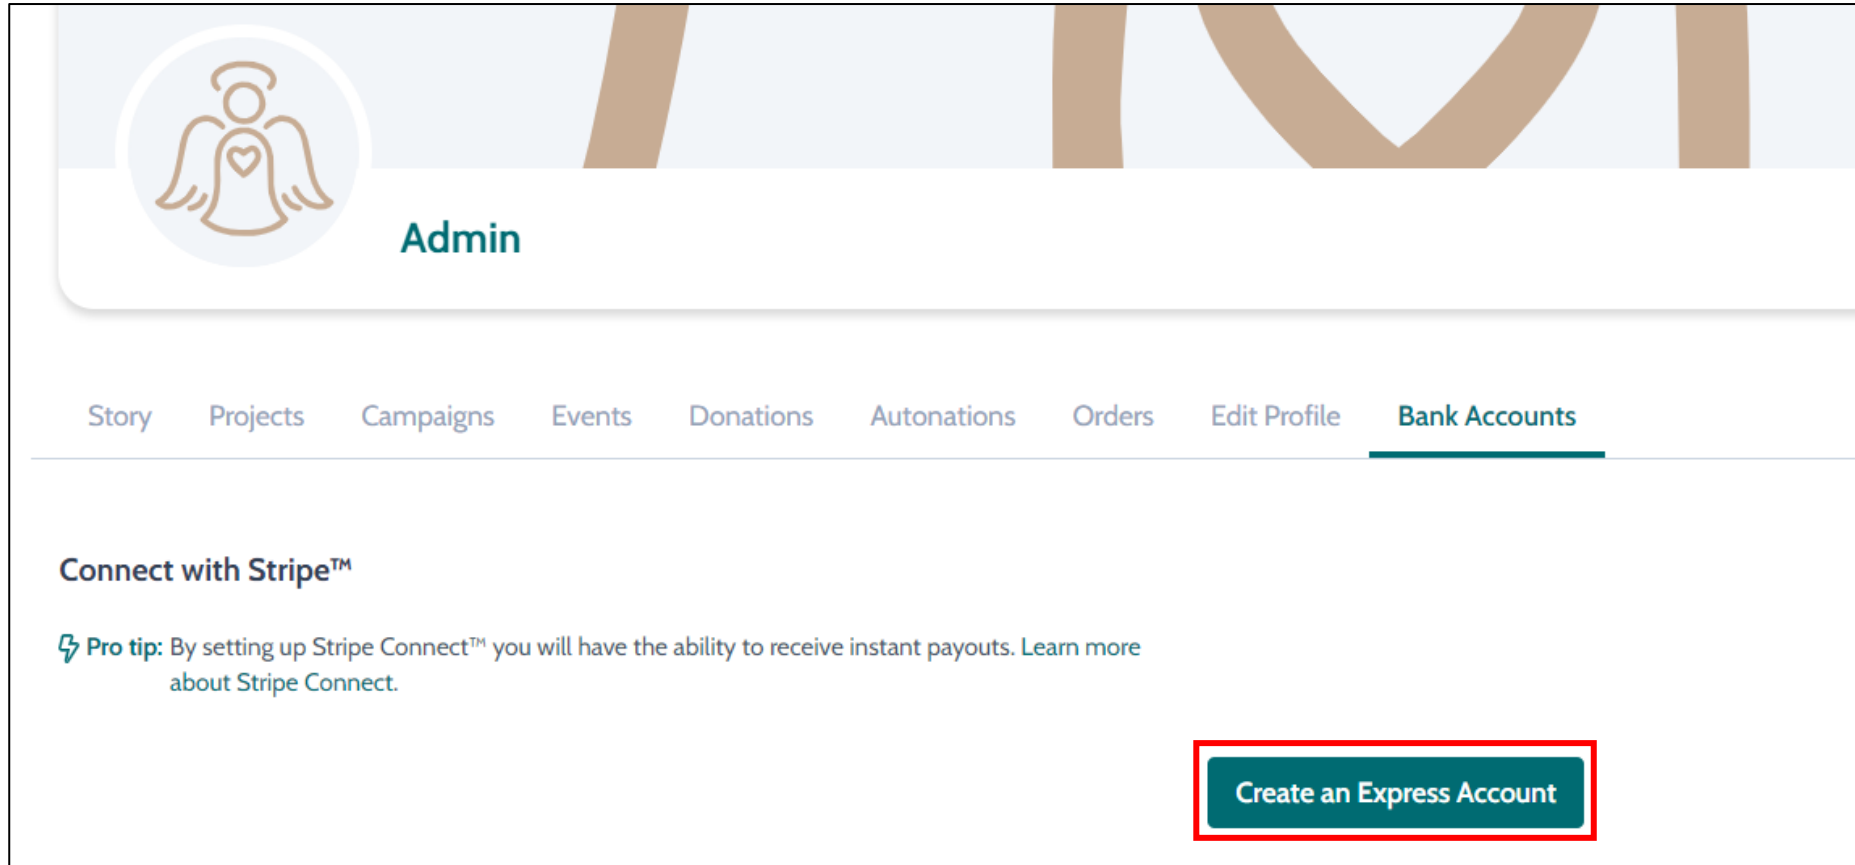 Admin
Story Projects Campaigns Events Donations Autonations Orders Edit Profile Bank Accounts
Connect with Stripe™
Pro tip: By setting up Stripe Connect™ you will have the ability to receive instant payouts. Learn more
about Stripe Connect.
Create an Express Account